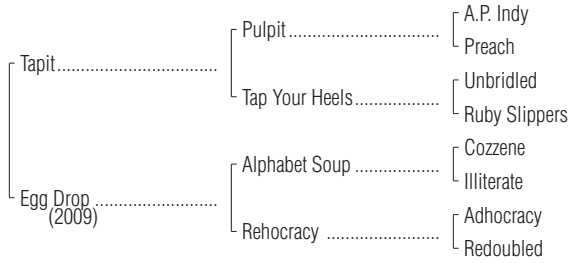 A.P. Indy
Pulpit
Preach
Tapit
Unbridled
Tap Your Heels
Ruby Slippers
Cozzene
Alphabet Soup
Illiterate
Egg Drop
(2009)
Adhocracy
Rehocracy
Redoubled